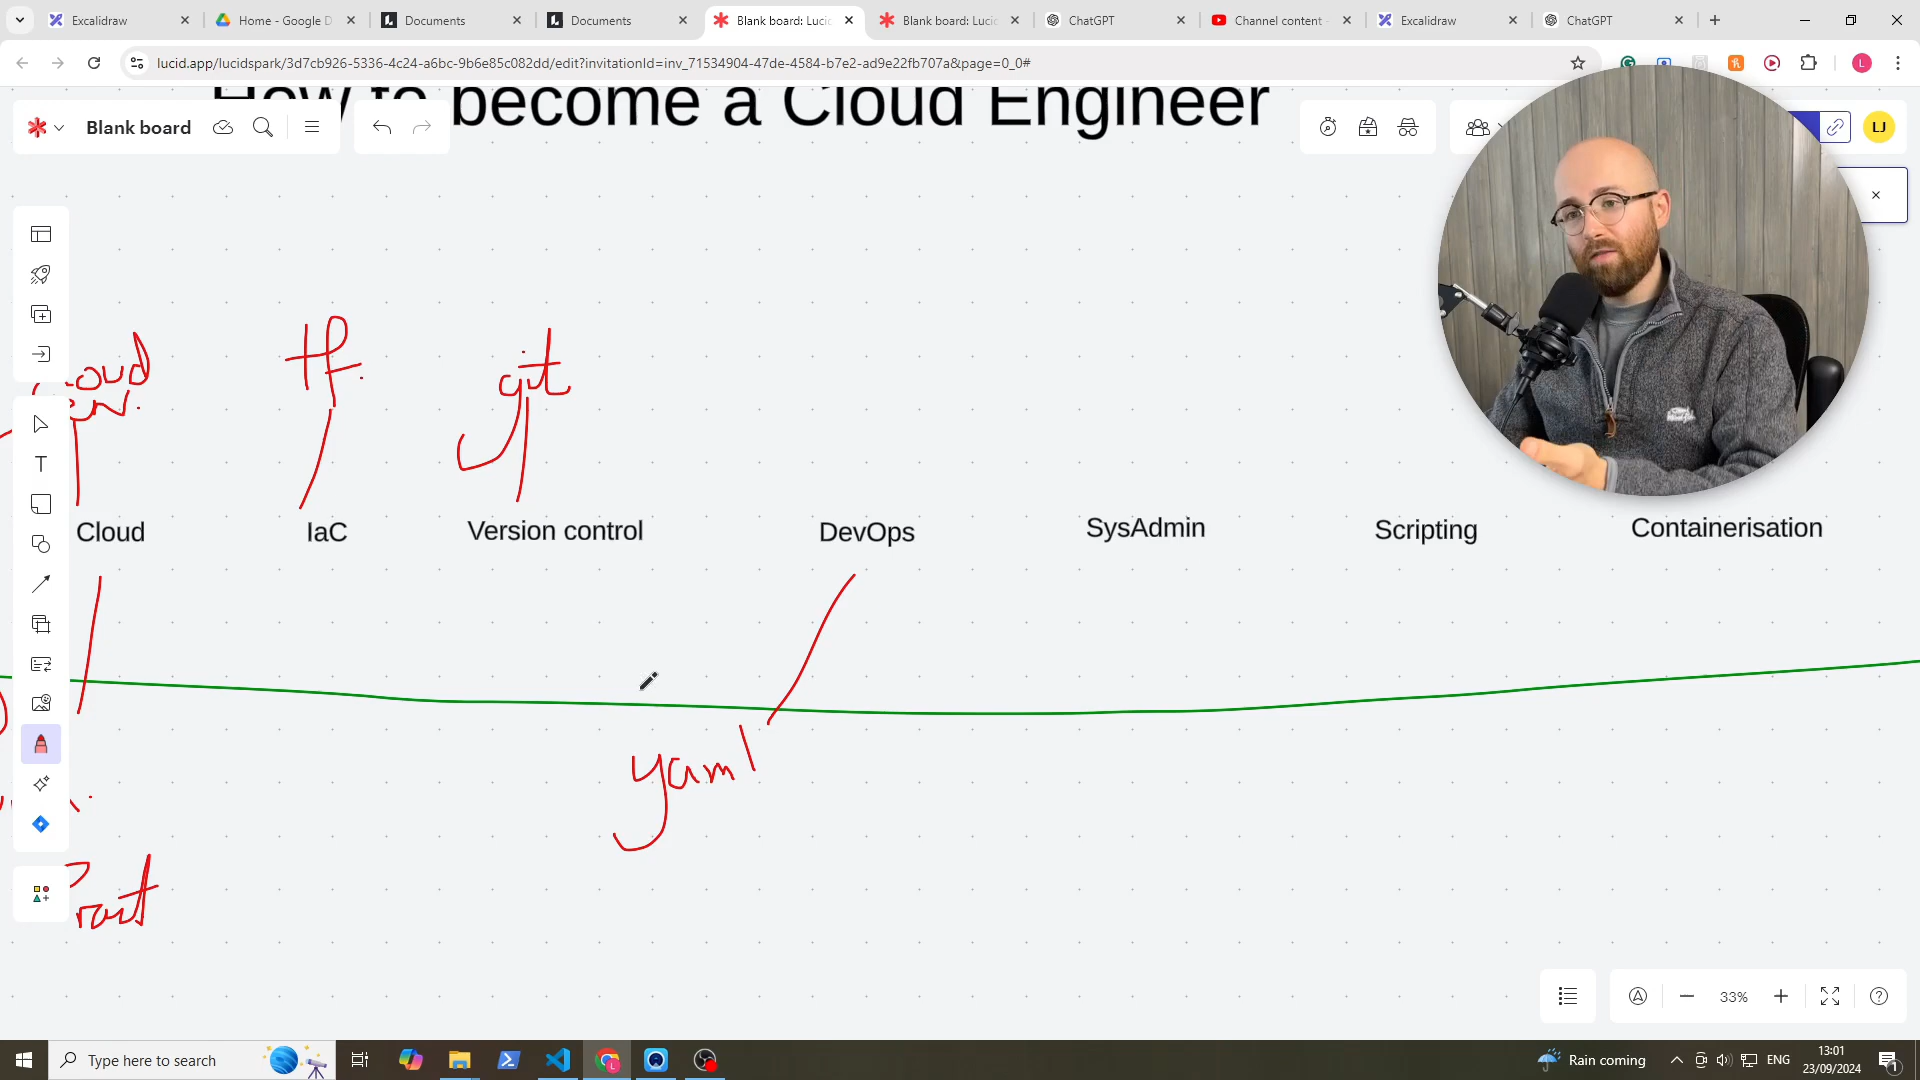 Excalidraw
Home - Google D
Documents
Documents
Blank board: Lucid
Blank board: Lucid
ChatGPT
Channel content
Excalidraw
ChatGPT
lucid.app/lucidspark/3d7cb926-5336-4c24-a6bc-9b6e85c082dd/edit?invitationId=inv_71534904-47de-4584-b7e2-ad9e22fb707a&page=0_0#
L
How to become a Cloud Engineer
Blank board
LJ
tf.
git
Cloud
IaC
Version control
DevOps
SysAdmin
Scripting
Containerisation
yaml
33%
Type here to search
Rain coming
ENG
13:01
23/09/2024
1